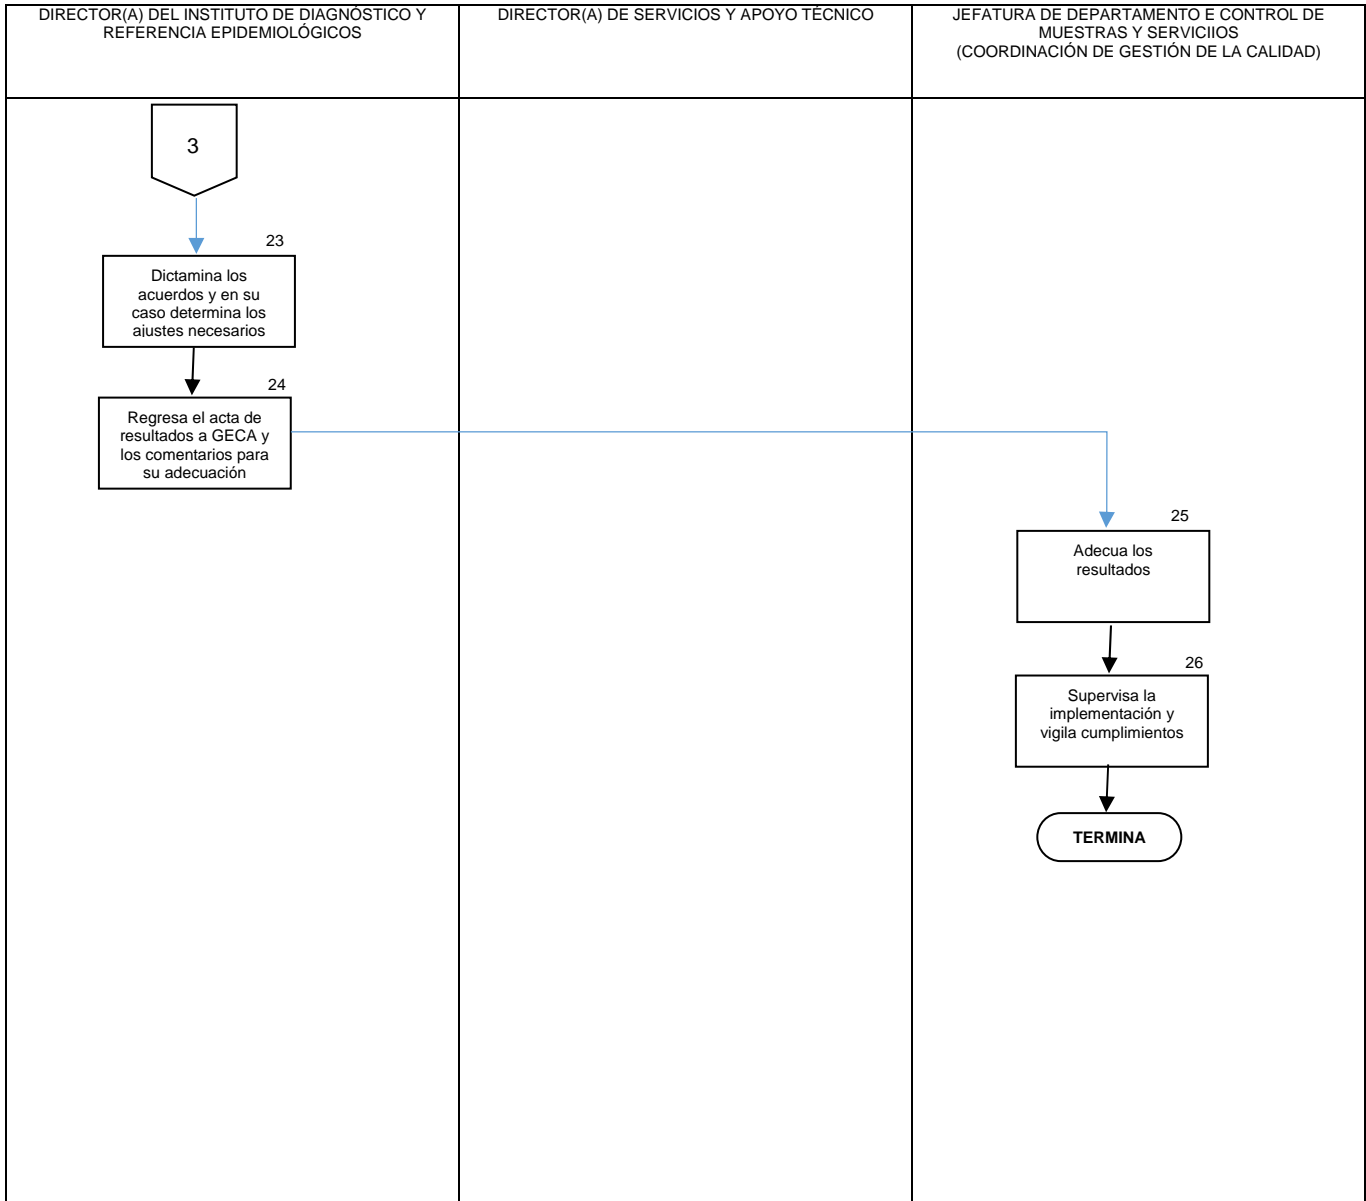 DIRECTOR(A) DEL INSTITUTO DE DIAGNÓSTICO Y
REFERENCIA EPIDEMIOLÓGICOS
DIRECTOR(A) DE SERVICIOS Y APOYO TÉCNICO
JEFATURA DE DEPARTAMENTO E CONTROL DE
MUESTRAS Y SERVICIIOS
(COORDINACIÓN DE GESTIÓN DE LA CALIDAD)
3
23
Dictamina los
acuerdos y en su
caso determina los
ajustes necesarios
24
Regresa el acta de
resultados a GECA y
los comentarios para
su adecuación
25
Adecua los
resultados
26
Supervisa la
implementación y
vigila cumplimientos
TERMINA